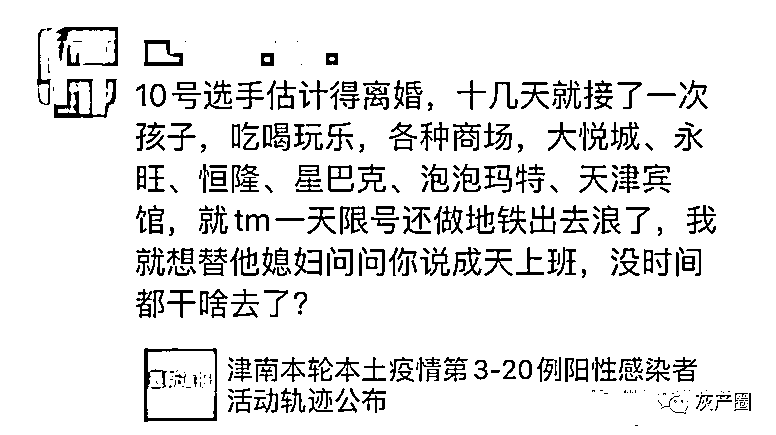 10号选手估计得离婚，十几天就接了一次
孩子，吃喝玩乐，各种商场，大悦城、永
旺、恒隆、星巴克、泡泡玛特、天津宾
馆，就tm一天限号还做地铁出去浪了，我
就想替他媳妇问问你说成天上班，没时间
都干啥去了?
津南本轮本土疫情第3-20例阳性感染者
活动轨迹公布
灰产圈